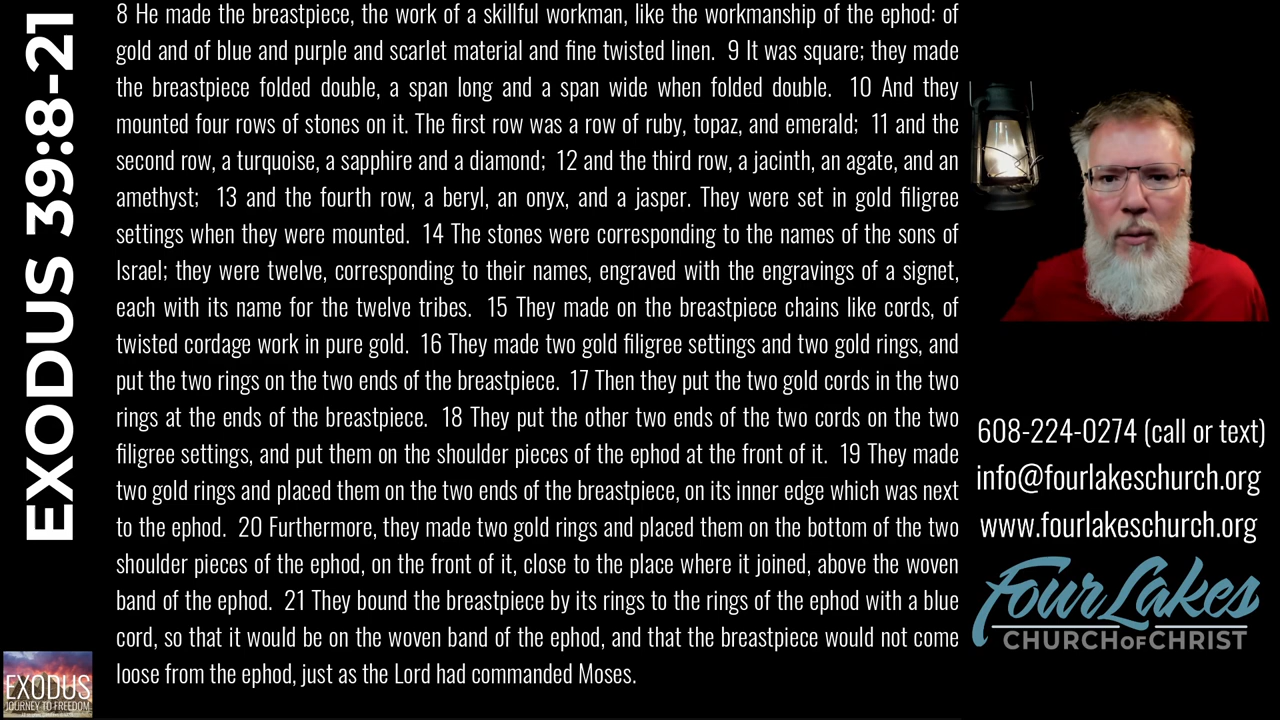 EXODUS 39:8-21
8 He made the breastpiece, the work of a skillful workman, like the workmanship of the ephod: of
gold and of blue and purple and scarlet material and fine twisted linen. 9 It was square; they made
the breastpiece folded double, a span long and a span wide when folded double. 10 And they
mounted four rows of stones on it. The first row was a row of ruby, topaz, and emerald; 11 and the
second row, a turquoise, a sapphire and a diamond; 12 and the third row, a jacinth, an agate, and an
amethyst; 13 and the fourth row, a beryl, an onyx, and a jasper. They were set in gold filigree
settings when they were mounted. 14 The stones were corresponding to the names of the sons of
Israel; they were twelve, corresponding to their names, engraved with the engravings of a signet,
each with its name for the twelve tribes. 15 They made on the breastpiece chains like cords, of
twisted cordage work in pure gold. 16 They made two gold filigree settings and two gold rings, and
put the two rings on the two ends of the breastpiece. 17 Then they put the two gold cords in the two
rings at the ends of the breastpiece. 18 They put the other two ends of the two cords on the two
filigree settings, and put them on the shoulder pieces of the ephod at the front of it. 19 They made
two gold rings and placed them on the two ends of the breastpiece, on its inner edge which was next
to the ephod. 20 Furthermore, they made two gold rings and placed them on the bottom of the two
shoulder pieces of the ephod, on the front of it, close to the place where it joined, above the woven
band of the ephod. 21 They bound the breastpiece by its rings to the rings of the ephod with a blue
cord, so that it would be on the woven band of the ephod, and that the breastpiece would not come
loose from the ephod, just as the Lord had commanded Moses.
608-224-0274 (call or text)
info@fourlakeschurch.org
www.fourlakeschurch.org
Four Lakes
CHURCH OF CHRIST
EXODUS
JOURNEY TO FREEDOM